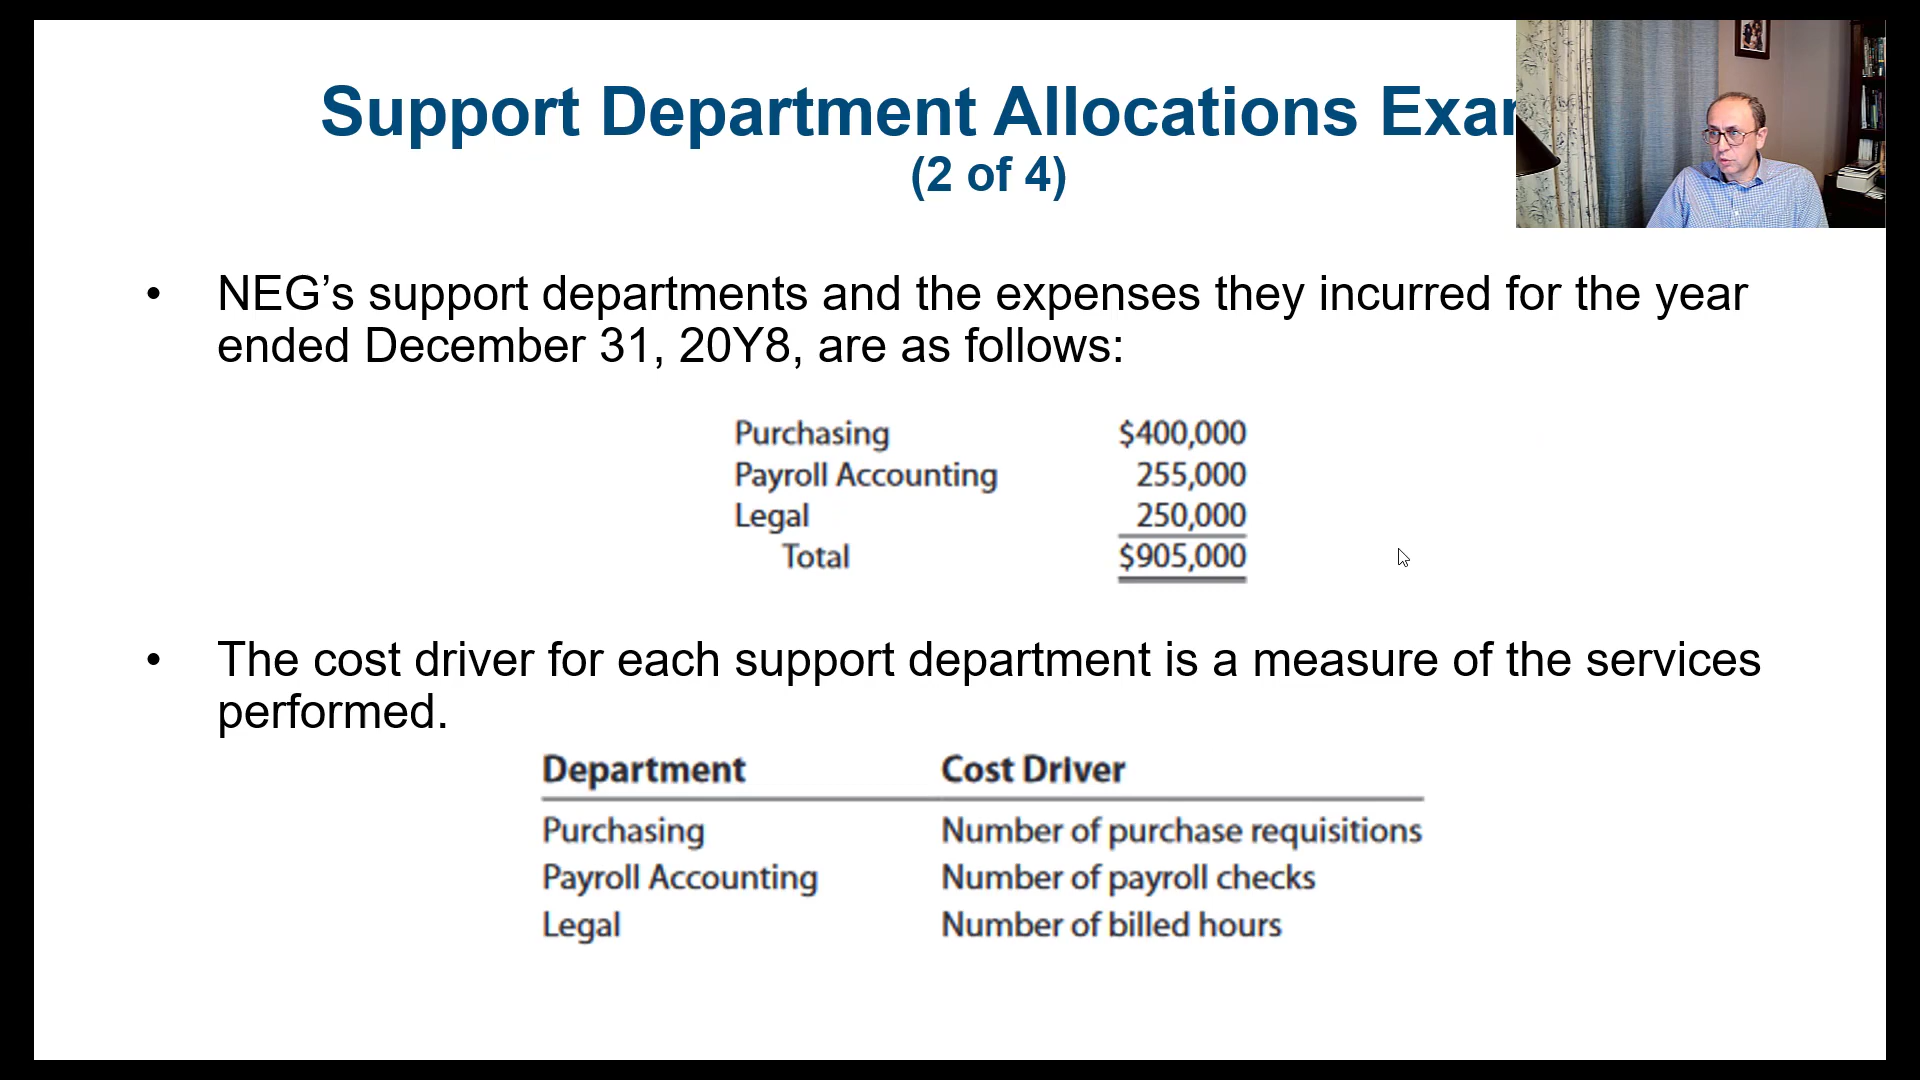 Support Department Allocations
(2 of 4)
• NEG’s support departments and the expenses they incurred for the year
ended December 31, 20Y8, are as follows:
Purchasing $400,000
Payroll Accounting 255,000
Legal 250,000
Total $905,000
• The cost driver for each support department is a measure of the services
performed.
Department Cost Driver
Purchasing Number of purchase requisitions
Payroll Accounting Number of payroll checks
Legal Number of billed hours